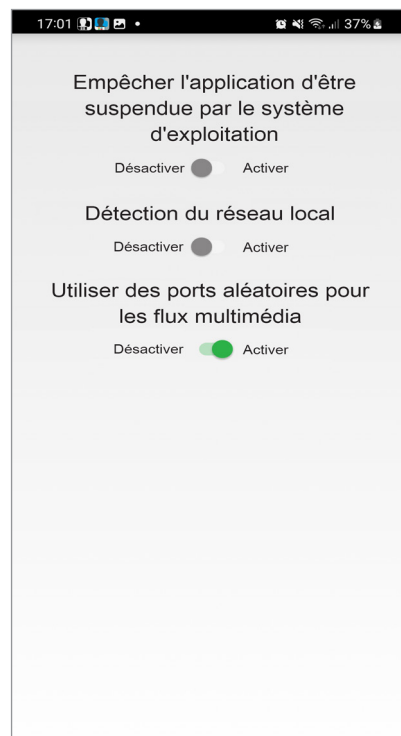 17:01
37%
Empêcher l'application d'être
suspendue par le système
d'exploitation
Désactiver Activer
Détection du réseau local
Désactiver Activer
Utiliser des ports aléatoires pour
les flux multimédia
Désactiver Activer